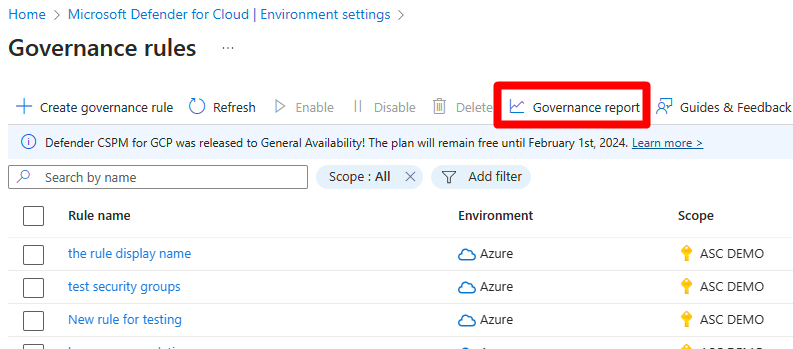 Home > Microsoft Defender for Cloud | Environment settings >
Governance rules ...
Create governance rule Refresh Enable Disable Delete Governance report Guides & Feedback
Defender CSPM for GCP was released to General Availability! The plan will remain free until February 1st, 2024. Learn more >
Search by name Scope : All Add filter
Rule name Environment Scope
the rule display name Azure ASC DEMO
test security groups Azure ASC DEMO
New rule for testing Azure ASC DEMO